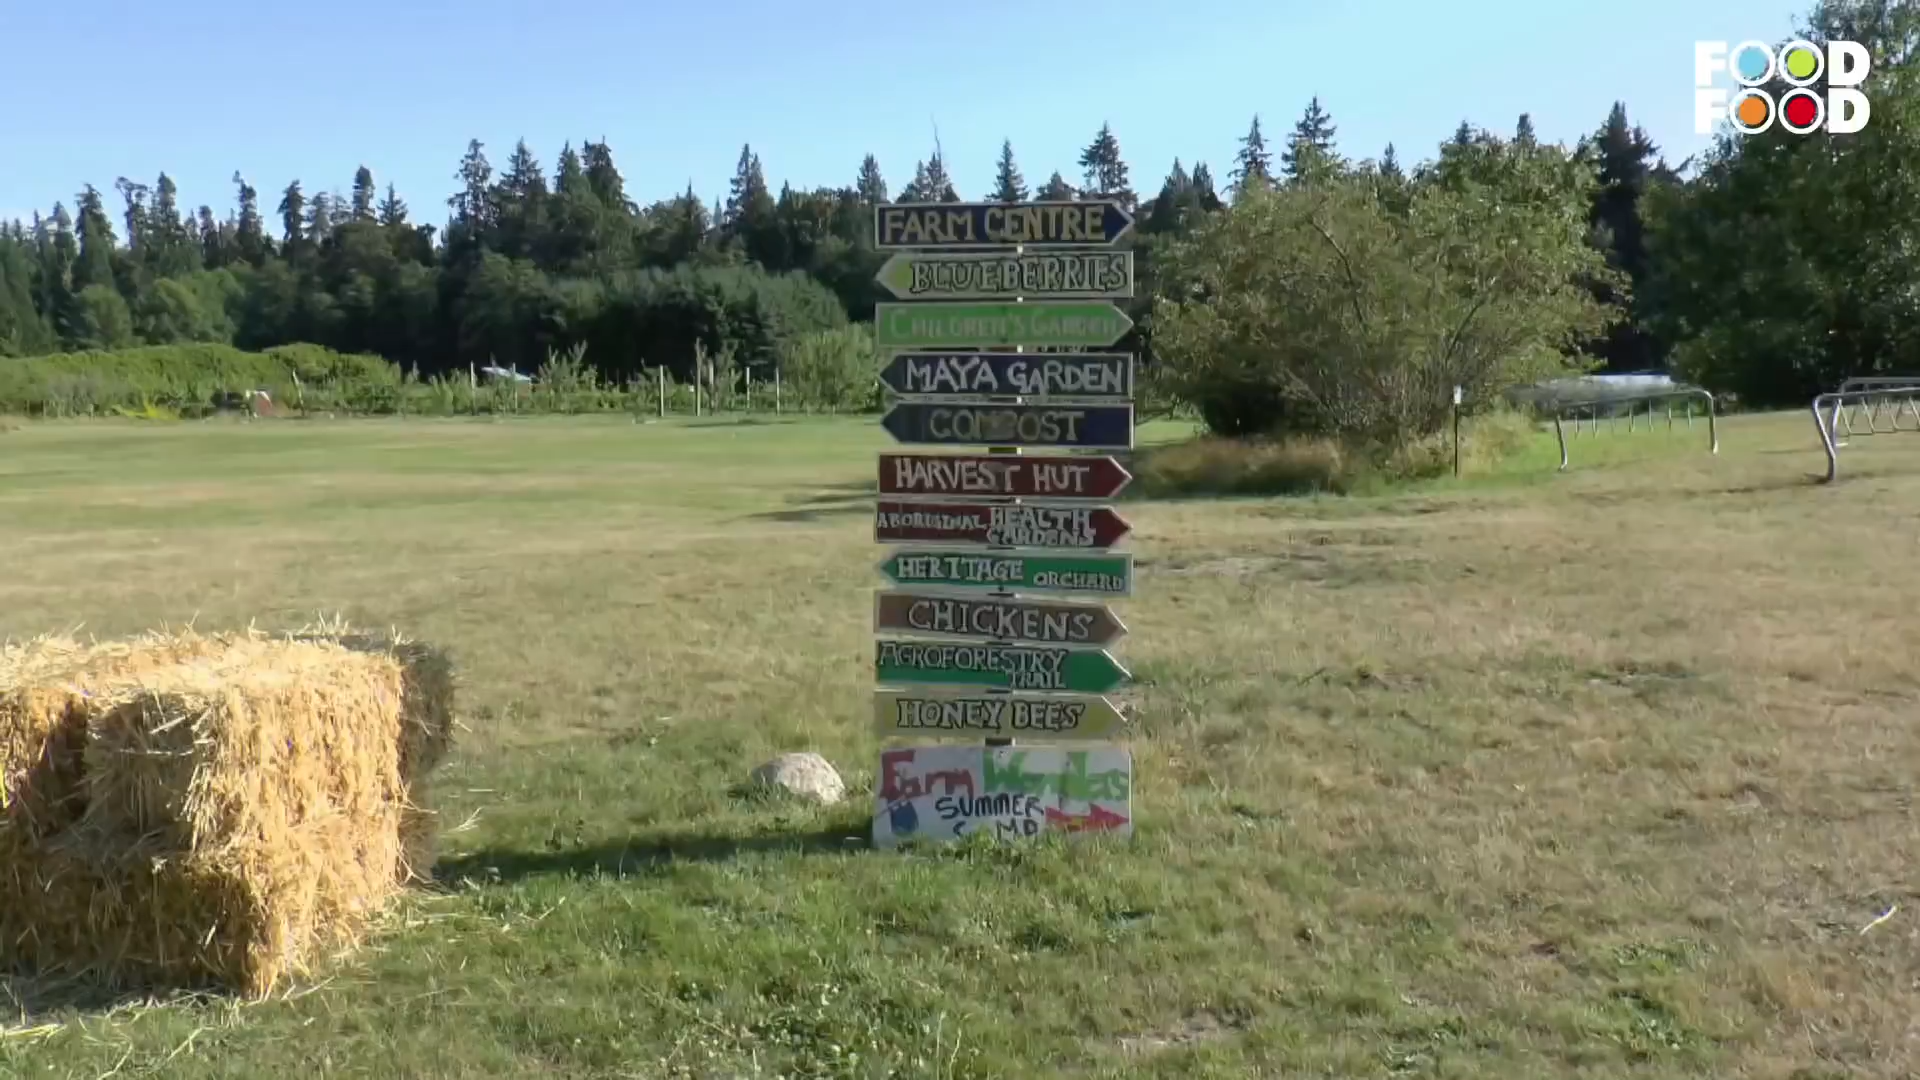 FOOD
FOOD
FARM CENTRE
BLUEBERRIES
CHILDREN'S GARDEN
MAYA GARDEN
COMPOST
HARVEST HUT
ABORIGINAL HEALTH
GARDENS
HERITAGE ORCHARD
CHICKENS
AGROFORESTRY
TRAIL
HONEY BEES
Farm Wonders
SUMMER
CAMP